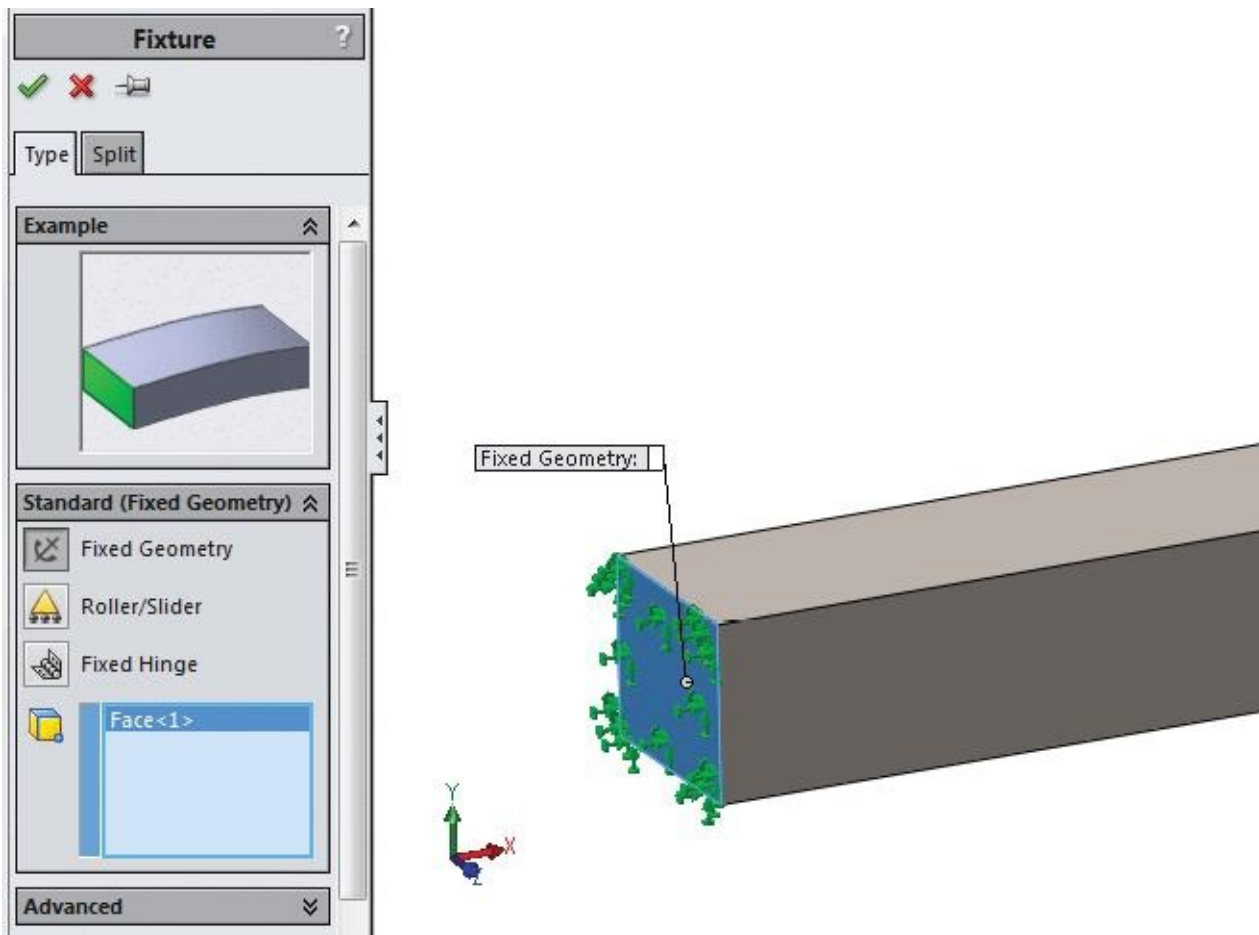 Fixture ?
Type Split
Example
Fixed Geometry:
Standard (Fixed Geometry)
Fixed Geometry
Roller/Slider
Fixed Hinge
Face<1>
Advanced
Y
X
Z